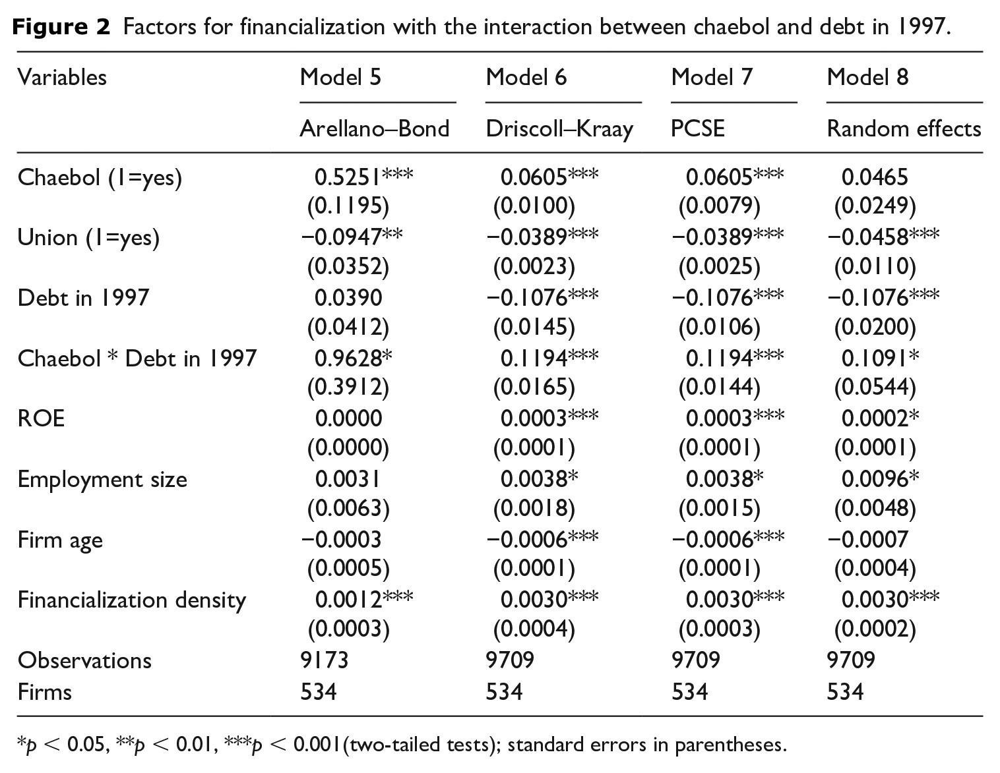 Figure 2 Factors for financialization with the interaction between chaebol and debt in 1997.
Variables Model 5 Model 6 Model 7 Model 8
Arellano–Bond Driscoll–Kraay PCSE Random effects
Chaebol (1=yes) 0.5251*** 0.0605*** 0.0605*** 0.0465
(0.1195) (0.0100) (0.0079) (0.0249)
Union (1=yes) −0.0947** −0.0389*** −0.0389*** −0.0458***
(0.0352) (0.0023) (0.0025) (0.0110)
Debt in 1997 0.0390 −0.1076*** −0.1076*** −0.1076***
(0.0412) (0.0145) (0.0106) (0.0200)
Chaebol * Debt in 1997 0.9628* 0.1194*** 0.1194*** 0.1091*
(0.3912) (0.0165) (0.0144) (0.0544)
ROE 0.0000 0.0003*** 0.0003*** 0.0002*
(0.0000) (0.0001) (0.0001) (0.0001)
Employment size 0.0031 0.0038* 0.0038* 0.0096*
(0.0063) (0.0018) (0.0015) (0.0048)
Firm age −0.0003 −0.0006*** −0.0006*** −0.0007
(0.0005) (0.0001) (0.0001) (0.0004)
Financialization density 0.0012*** 0.0030*** 0.0030*** 0.0030***
(0.0003) (0.0004) (0.0003) (0.0002)
Observations 9173 9709 9709 9709
Firms 534 534 534 534
*p < 0.05, **p < 0.01, ***p < 0.001(two-tailed tests); standard errors in parentheses.